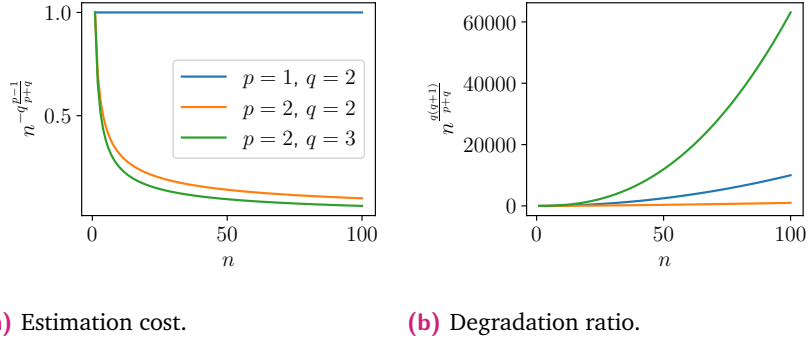 1.0
0.5
n^{-q\frac{p-1}{p+q}}
p = 1, q = 2
p = 2, q = 2
p = 2, q = 3
0 50 100
n
60000
40000
20000
0
n^{\frac{q(q+1)}{p+q}}
0 50 100
n
) Estimation cost.
(b) Degradation ratio.